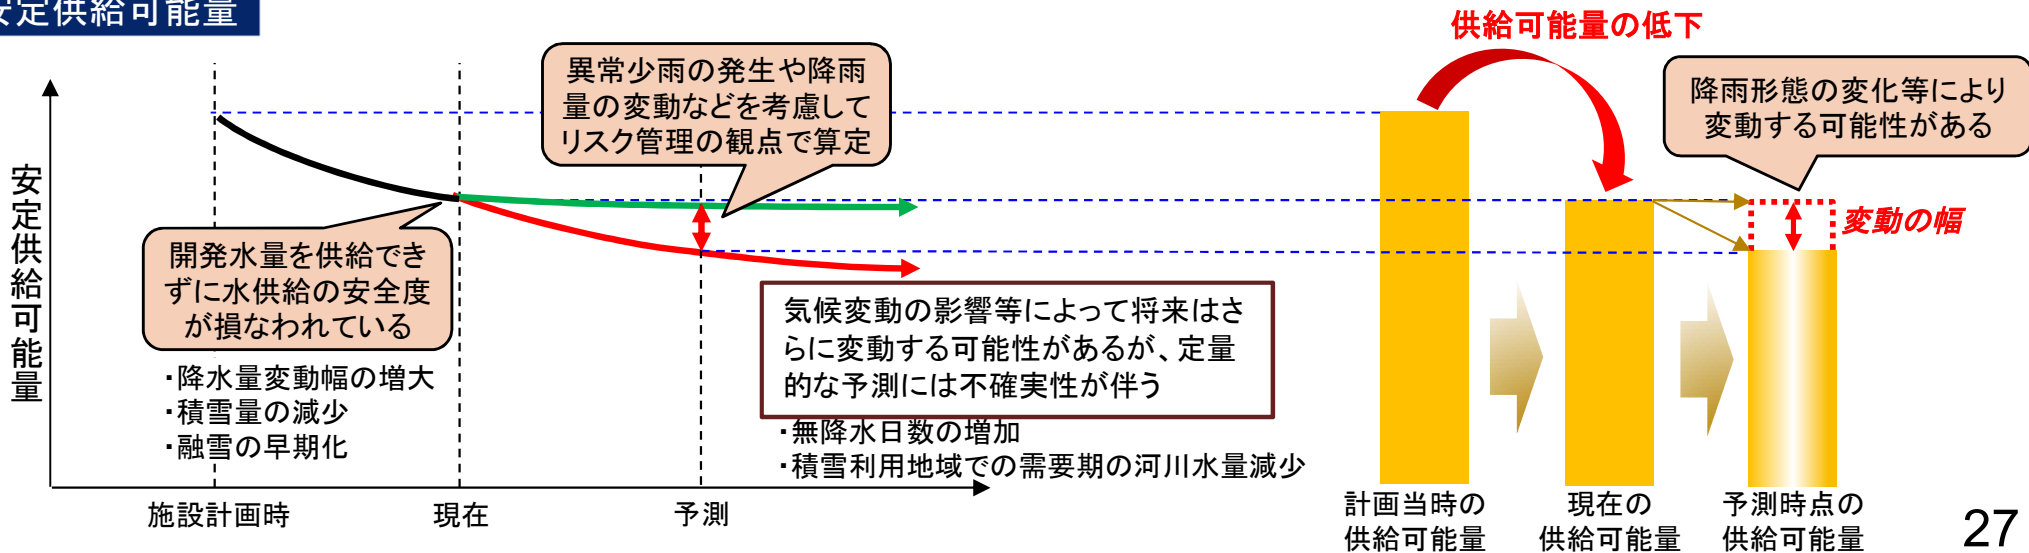 安定供給可能量
供給可能量の低下
異常少雨の発生や降雨
量の変動などを考慮して
リスク管理の観点で算定
降雨形態の変化等により
変動する可能性がある
安定供給可能量
変動の幅
開発水量を供給でき
ずに水供給の安全度
が損なわれている
・降水量変動幅の増大
・積雪量の減少
・融雪の早期化
気候変動の影響等によって将来はさ
らに変動する可能性があるが、定量
的な予測には不確実性が伴う
・無降水日数の増加
・積雪利用地域での需要期の河川水量減少
施設計画時
現在
予測
計画当時の
供給可能量
現在の
供給可能量
予測時点の
供給可能量
27